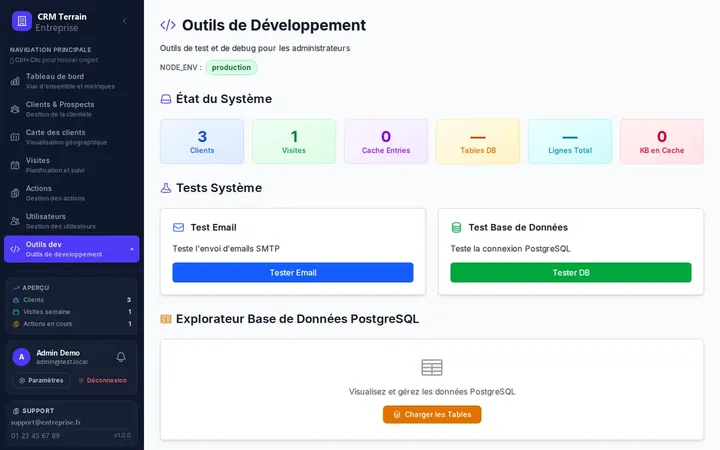 CRM Terrain
Entreprise
NAVIGATION PRINCIPALE
Ctrl+Clic pour nouvel onglet
Tableau de bord
Vue d'ensemble et métriques
Clients & Prospects
Gestion de la clientèle
Carte des clients
Visualisation géographique
Visites
Planification et suivi
Actions
Gestion des actions
Utilisateurs
Gestion des utilisateurs
Outils dev
Outils de développement
APERÇU
Clients 3
Visites semaine 1
Actions en cours 1
A
Admin Demo
admin@test.local
Paramètres
Déconnexion
SUPPORT
support@entreprise.fr
01 23 45 67 89
v1.0.0
Outils de Développement
Outils de test et de debug pour les administrateurs
NODE_ENV : production
État du Système
3
Clients
1
Visites
0
Cache Entries
—
Tables DB
—
Lignes Total
0
KB en Cache
Tests Système
Test Email
Teste l'envoi d'emails SMTP
Tester Email
Test Base de Données
Teste la connexion PostgreSQL
Tester DB
Explorateur Base de Données PostgreSQL
Visualisez et gérez les données PostgreSQL
Charger les Tables